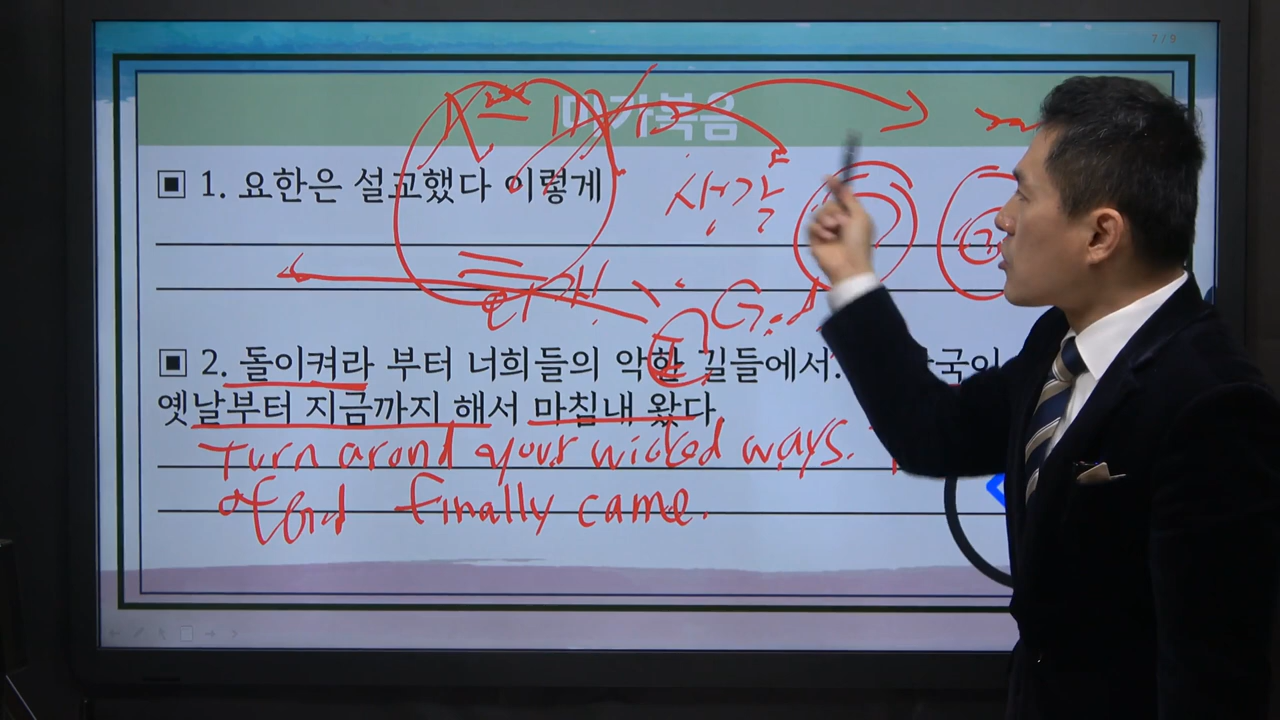 7 / 9
마가복음
▣ 1. 요한은 설교했다 이렇게
생각
God
▣ 2. 돌이켜라 부터 너희들의 악한 길들에서.
옛날부터 지금까지 해서 마침내 왔다
Turn arond your wicked ways.
of God finally came.